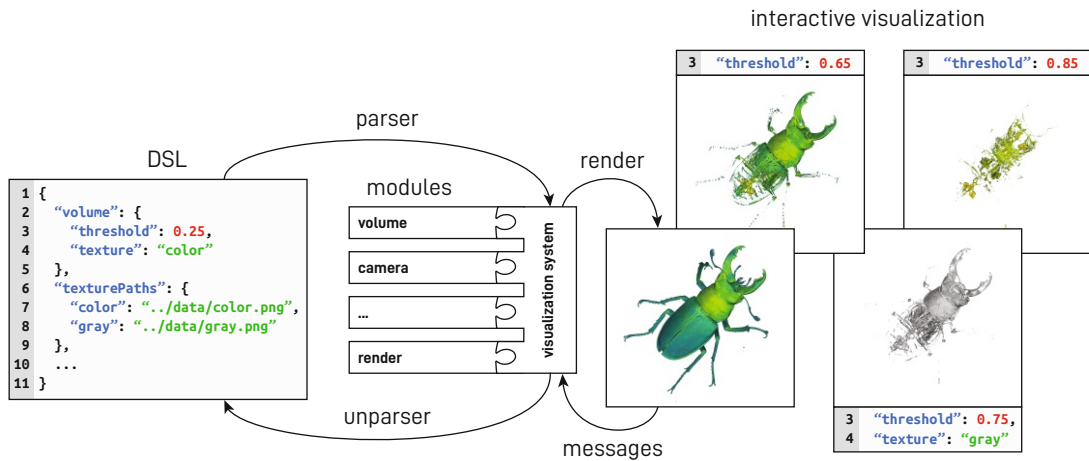 interactive visualization
3 “threshold”: 0.65
3 “threshold”: 0.85
parser
DSL
1 {
2 “volume”: {
3 “threshold”: 0.25,
4 “texture”: “color”
5 },
6 “texturePaths”: {
7 “color”: “../data/color.png”,
8 “gray”: “../data/gray.png”
9 },
10 ...
11 }
modules
volume
camera
...
render
visualization system
render
unparser
messages
3 “threshold”: 0.75,
4 “texture”: “gray”